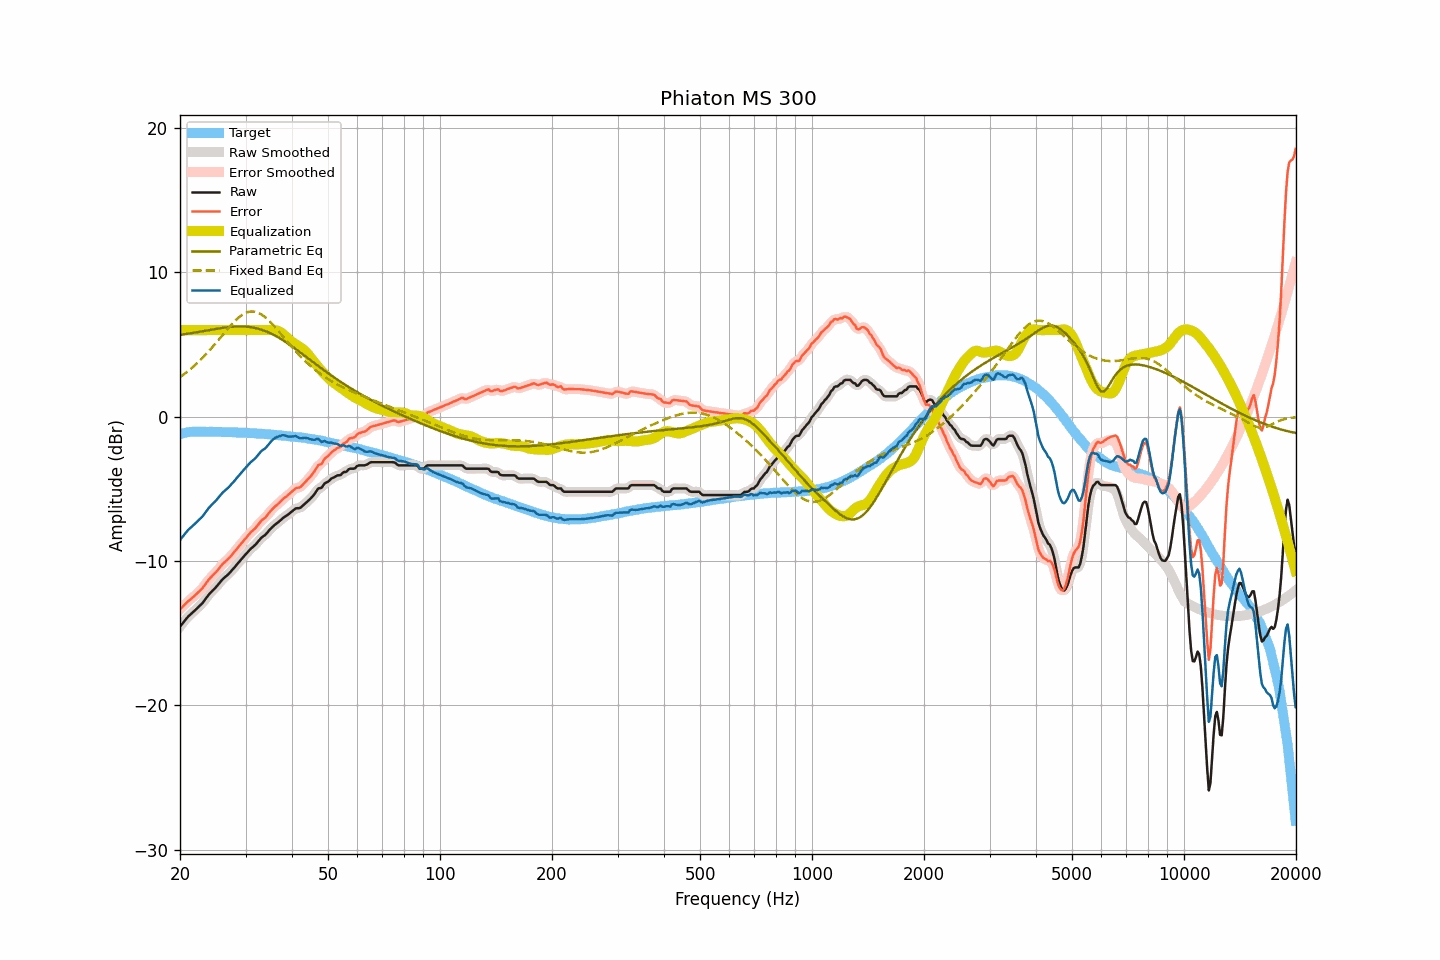 Phiaton MS 300
Target
Raw Smoothed
Error Smoothed
Raw
Error
Equalization
Parametric Eq
Fixed Band Eq
Equalized
20
10
0
−10
−20
−30
Amplitude (dBr)
20 50 100 200 500 1000 2000 5000 10000 20000
Frequency (Hz)